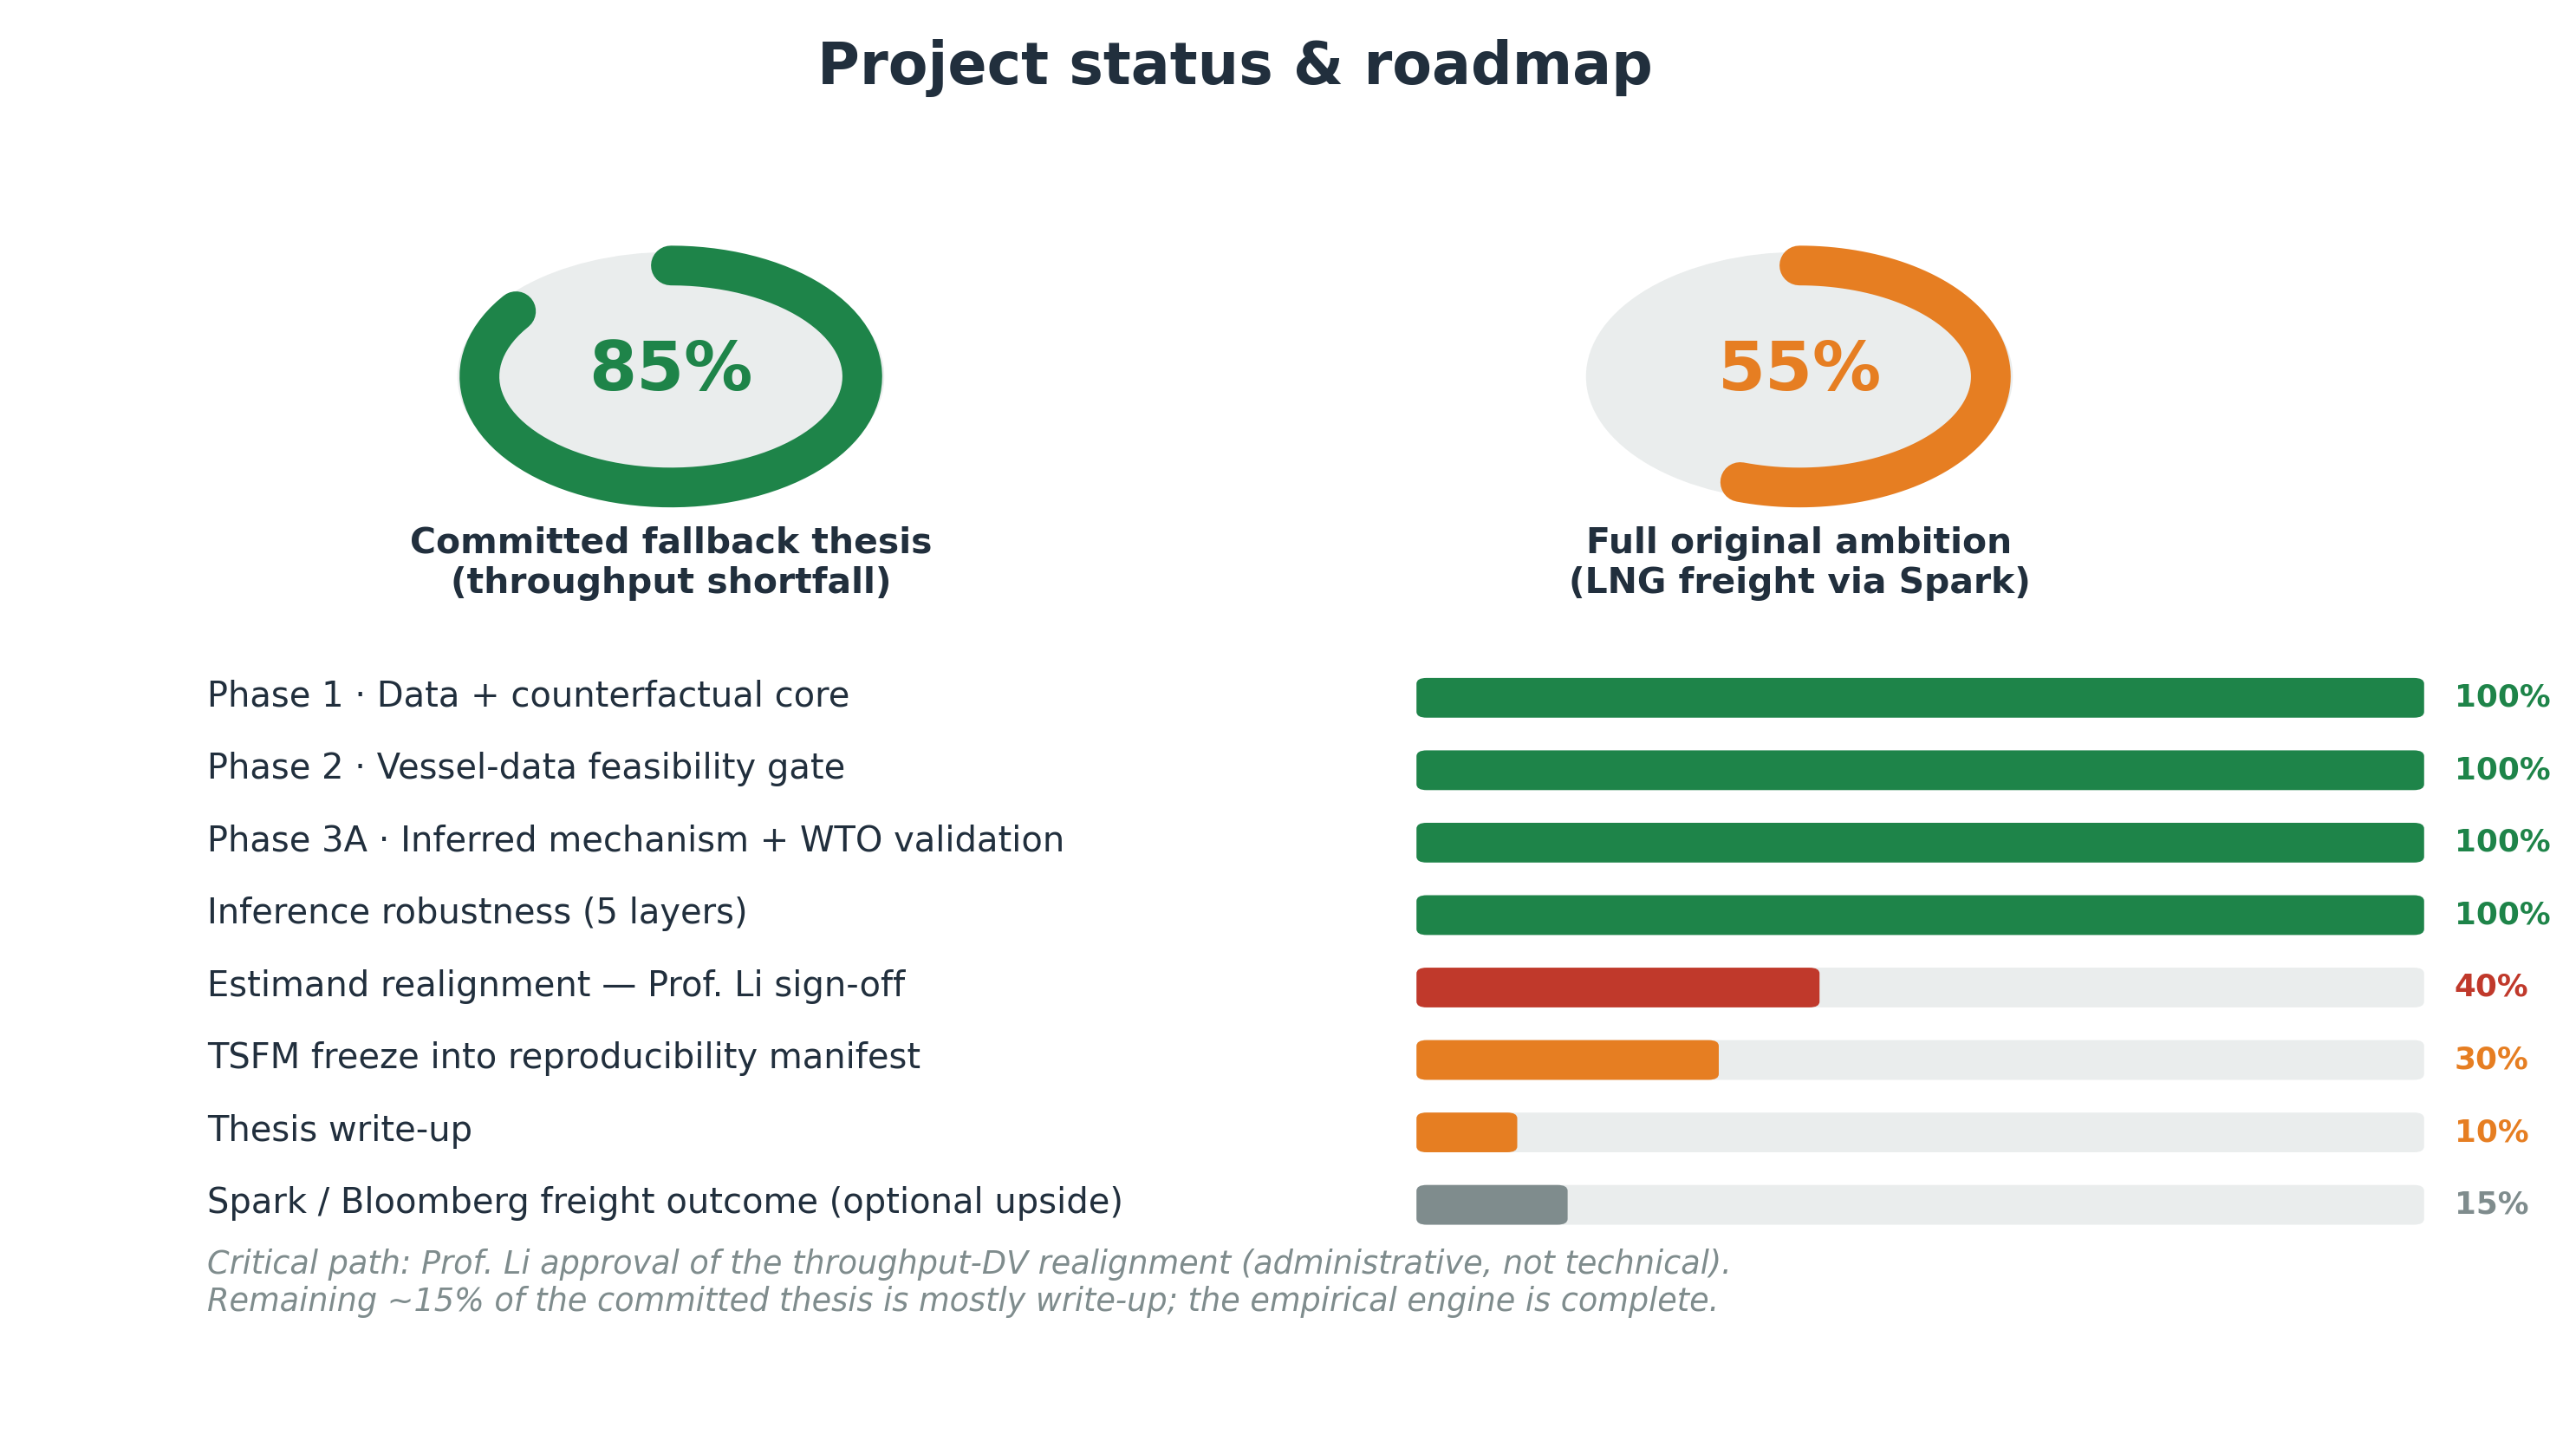 Project status & roadmap
85%
55%
Committed fallback thesis
(throughput shortfall)
Full original ambition
(LNG freight via Spark)
Phase 1 · Data + counterfactual core
100%
Phase 2 · Vessel-data feasibility gate
100%
Phase 3A · Inferred mechanism + WTO validation
100%
Inference robustness (5 layers)
100%
Estimand realignment — Prof. Li sign-off
40%
TSFM freeze into reproducibility manifest
30%
Thesis write-up
10%
Spark / Bloomberg freight outcome (optional upside)
15%
Critical path: Prof. Li approval of the throughput-DV realignment (administrative, not technical).
Remaining ~15% of the committed thesis is mostly write-up; the empirical engine is complete.